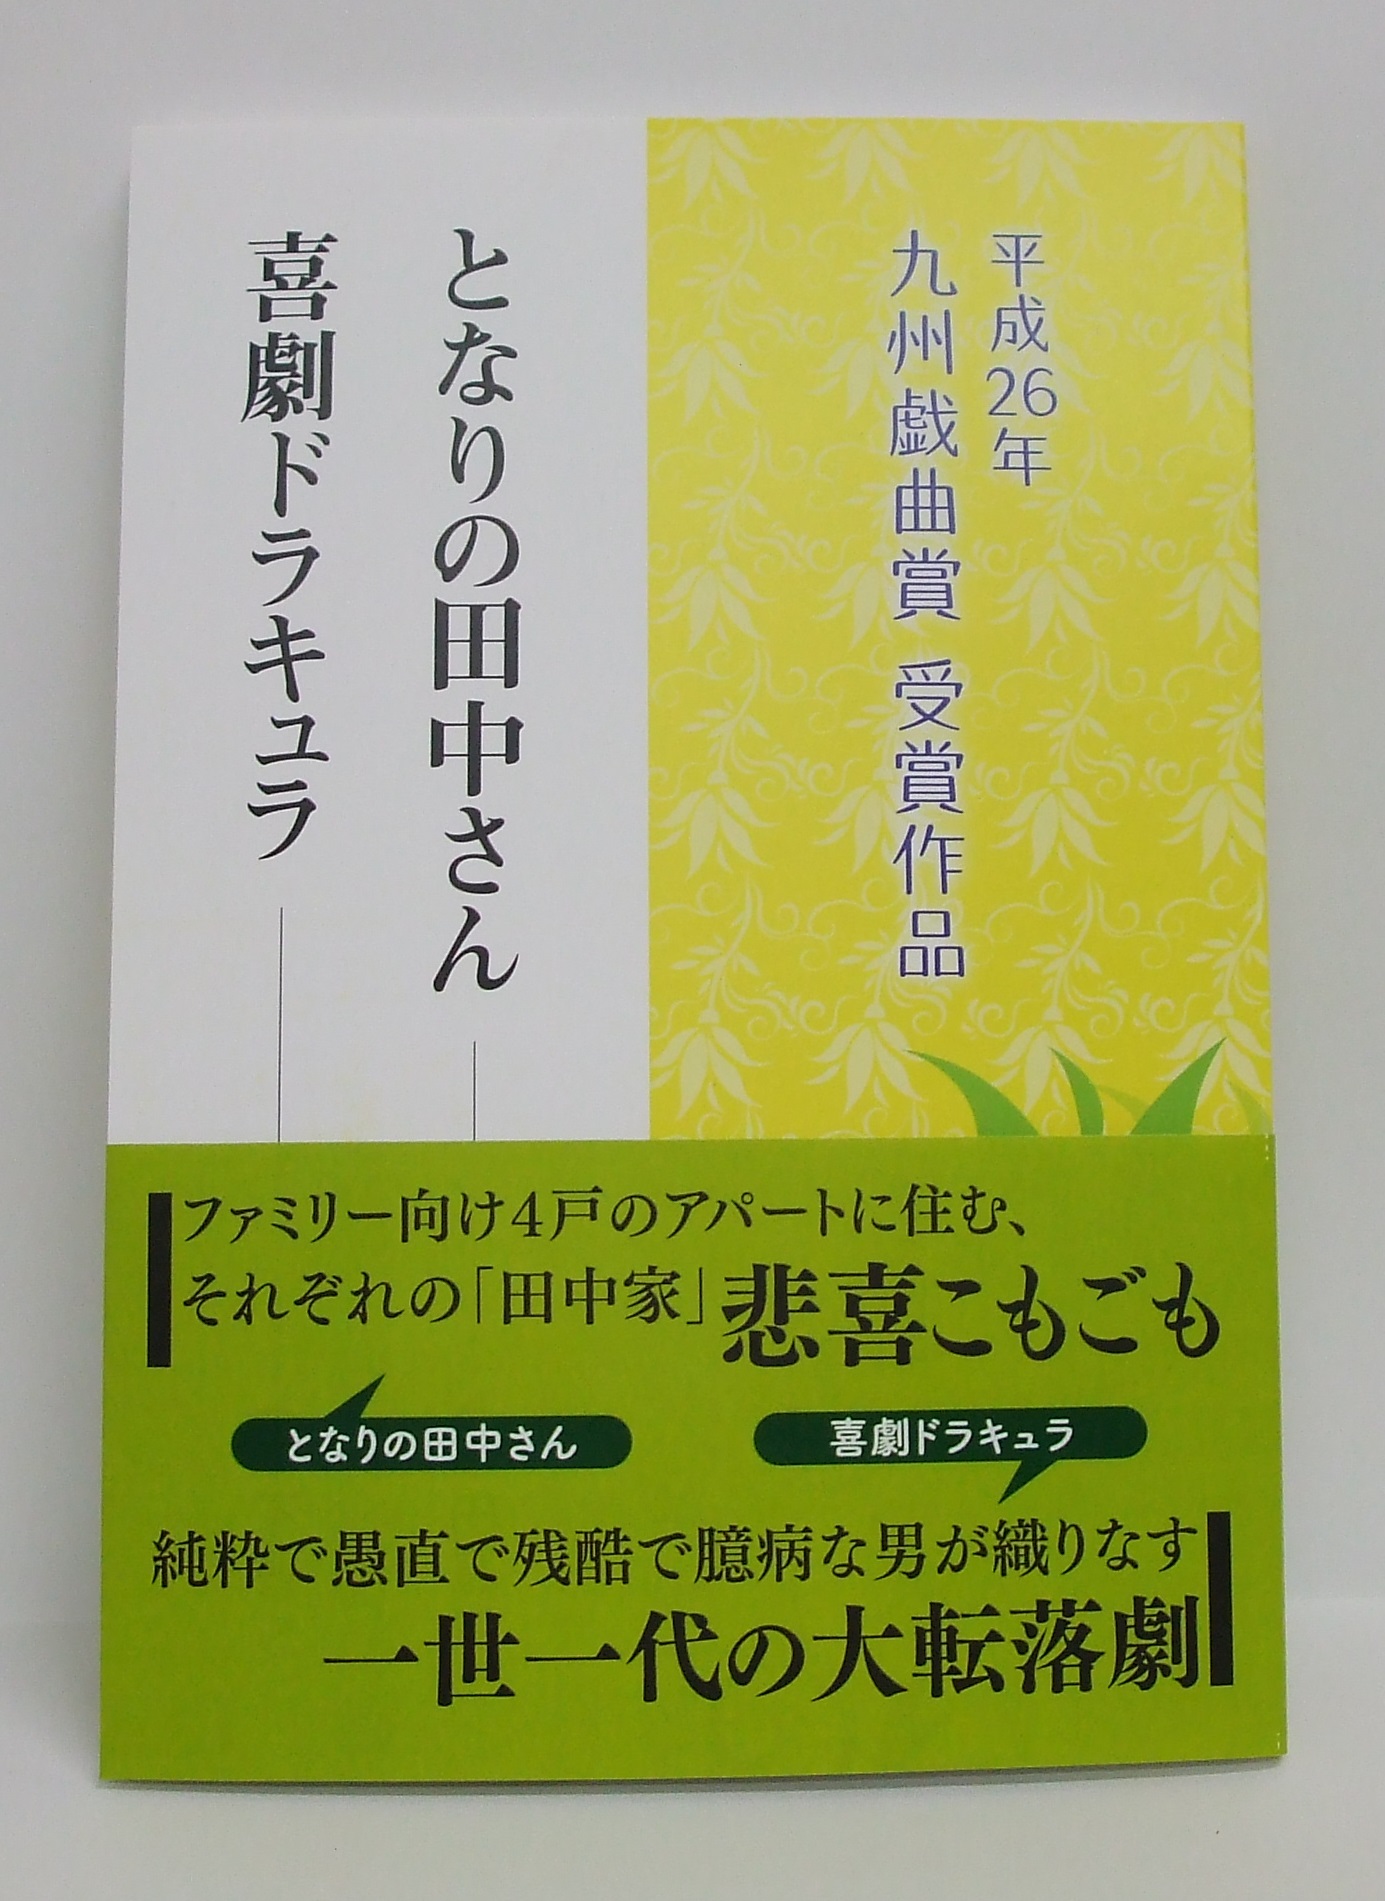 平成26年
九州戯曲賞 受賞作品
となりの田中さん
喜劇ドラキュラ
ファミリー向け4戸のアパートに住む、
それぞれの「田中家」悲喜こもごも
となりの田中さん
喜劇ドラキュラ
純粋で愚直で残酷で臆病な男が織りなす
一世一代の大転落劇